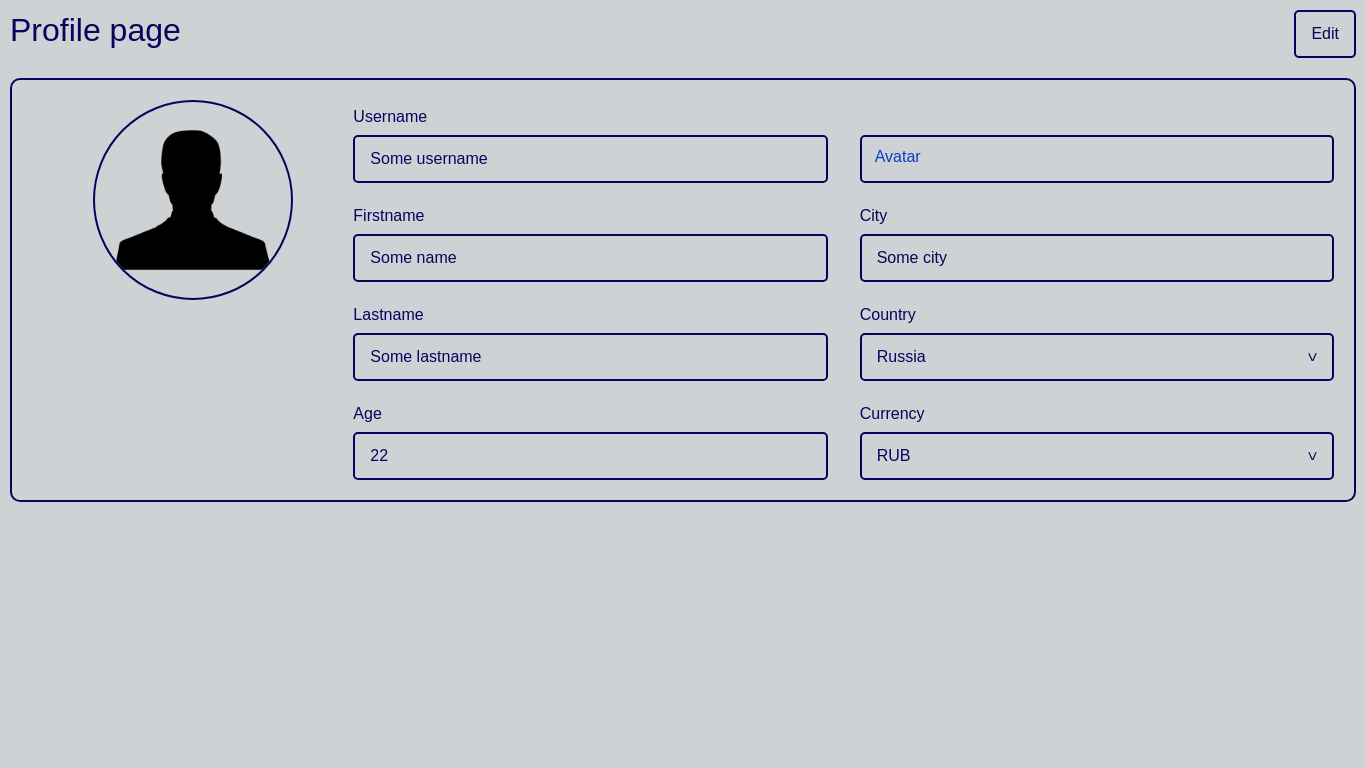 Profile page
Edit
Username
Some username
Avatar
Firstname
Some name
City
Some city
Lastname
Some lastname
Country
Russia
Age
22
Currency
RUB